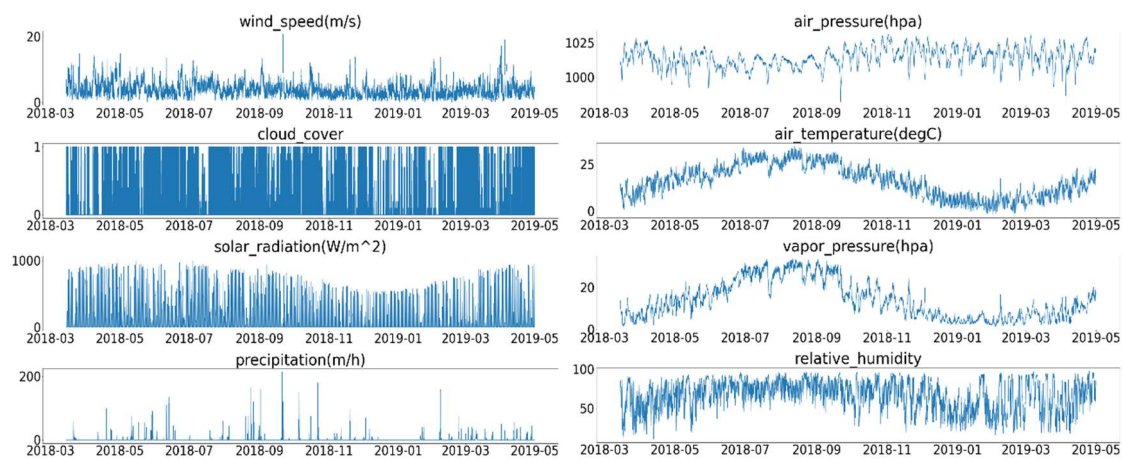 wind_speed(m/s)
20
0
2018-03 2018-05 2018-07 2018-09 2018-11 2019-01 2019-03 2019-05
cloud_cover
1
0
2018-03 2018-05 2018-07 2018-09 2018-11 2019-01 2019-03 2019-05
solar_radiation(W/m^2)
1000
500
0
2018-03 2018-05 2018-07 2018-09 2018-11 2019-01 2019-03 2019-05
precipitation(m/h)
200
0
2018-03 2018-05 2018-07 2018-09 2018-11 2019-01 2019-03 2019-05
air_pressure(hpa)
1025
1000
2018-03 2018-05 2018-07 2018-09 2018-11 2019-01 2019-03 2019-05
air_temperature(degC)
25
0
2018-03 2018-05 2018-07 2018-09 2018-11 2019-01 2019-03 2019-05
vapor_pressure(hpa)
20
0
2018-03 2018-05 2018-07 2018-09 2018-11 2019-01 2019-03 2019-05
relative_humidity
100
50
2018-03 2018-05 2018-07 2018-09 2018-11 2019-01 2019-03 2019-05